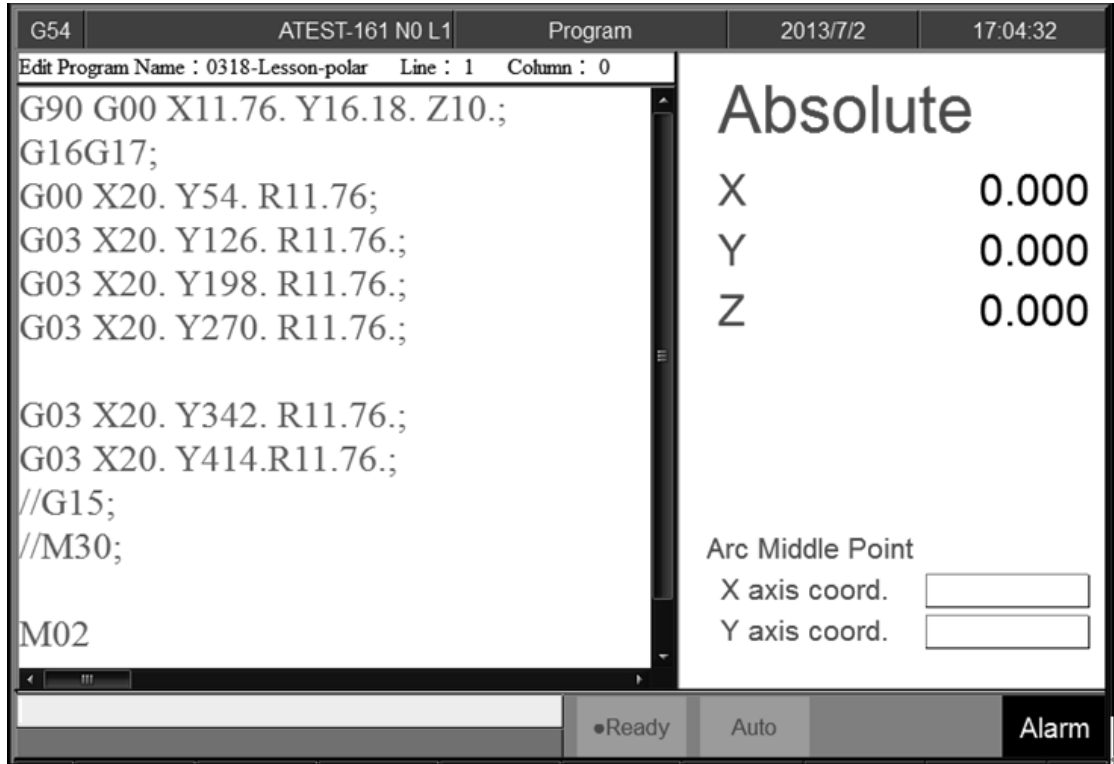 G54 ATEST-161 N0 L1 Program 2013/7/2 17:04:32
Edit Program Name：0318-Lesson-polar Line：1 Column：0
G90 G00 X11.76. Y16.18. Z10.;
G16G17;
G00 X20. Y54. R11.76;
G03 X20. Y126. R11.76.;
G03 X20. Y198. R11.76.;
G03 X20. Y270. R11.76.;
G03 X20. Y342. R11.76.;
G03 X20. Y414.R11.76.;
//G15;
//M30;
M02
Absolute
X 0.000
Y 0.000
Z 0.000
Arc Middle Point
X axis coord.
Y axis coord.
●Ready Auto Alarm